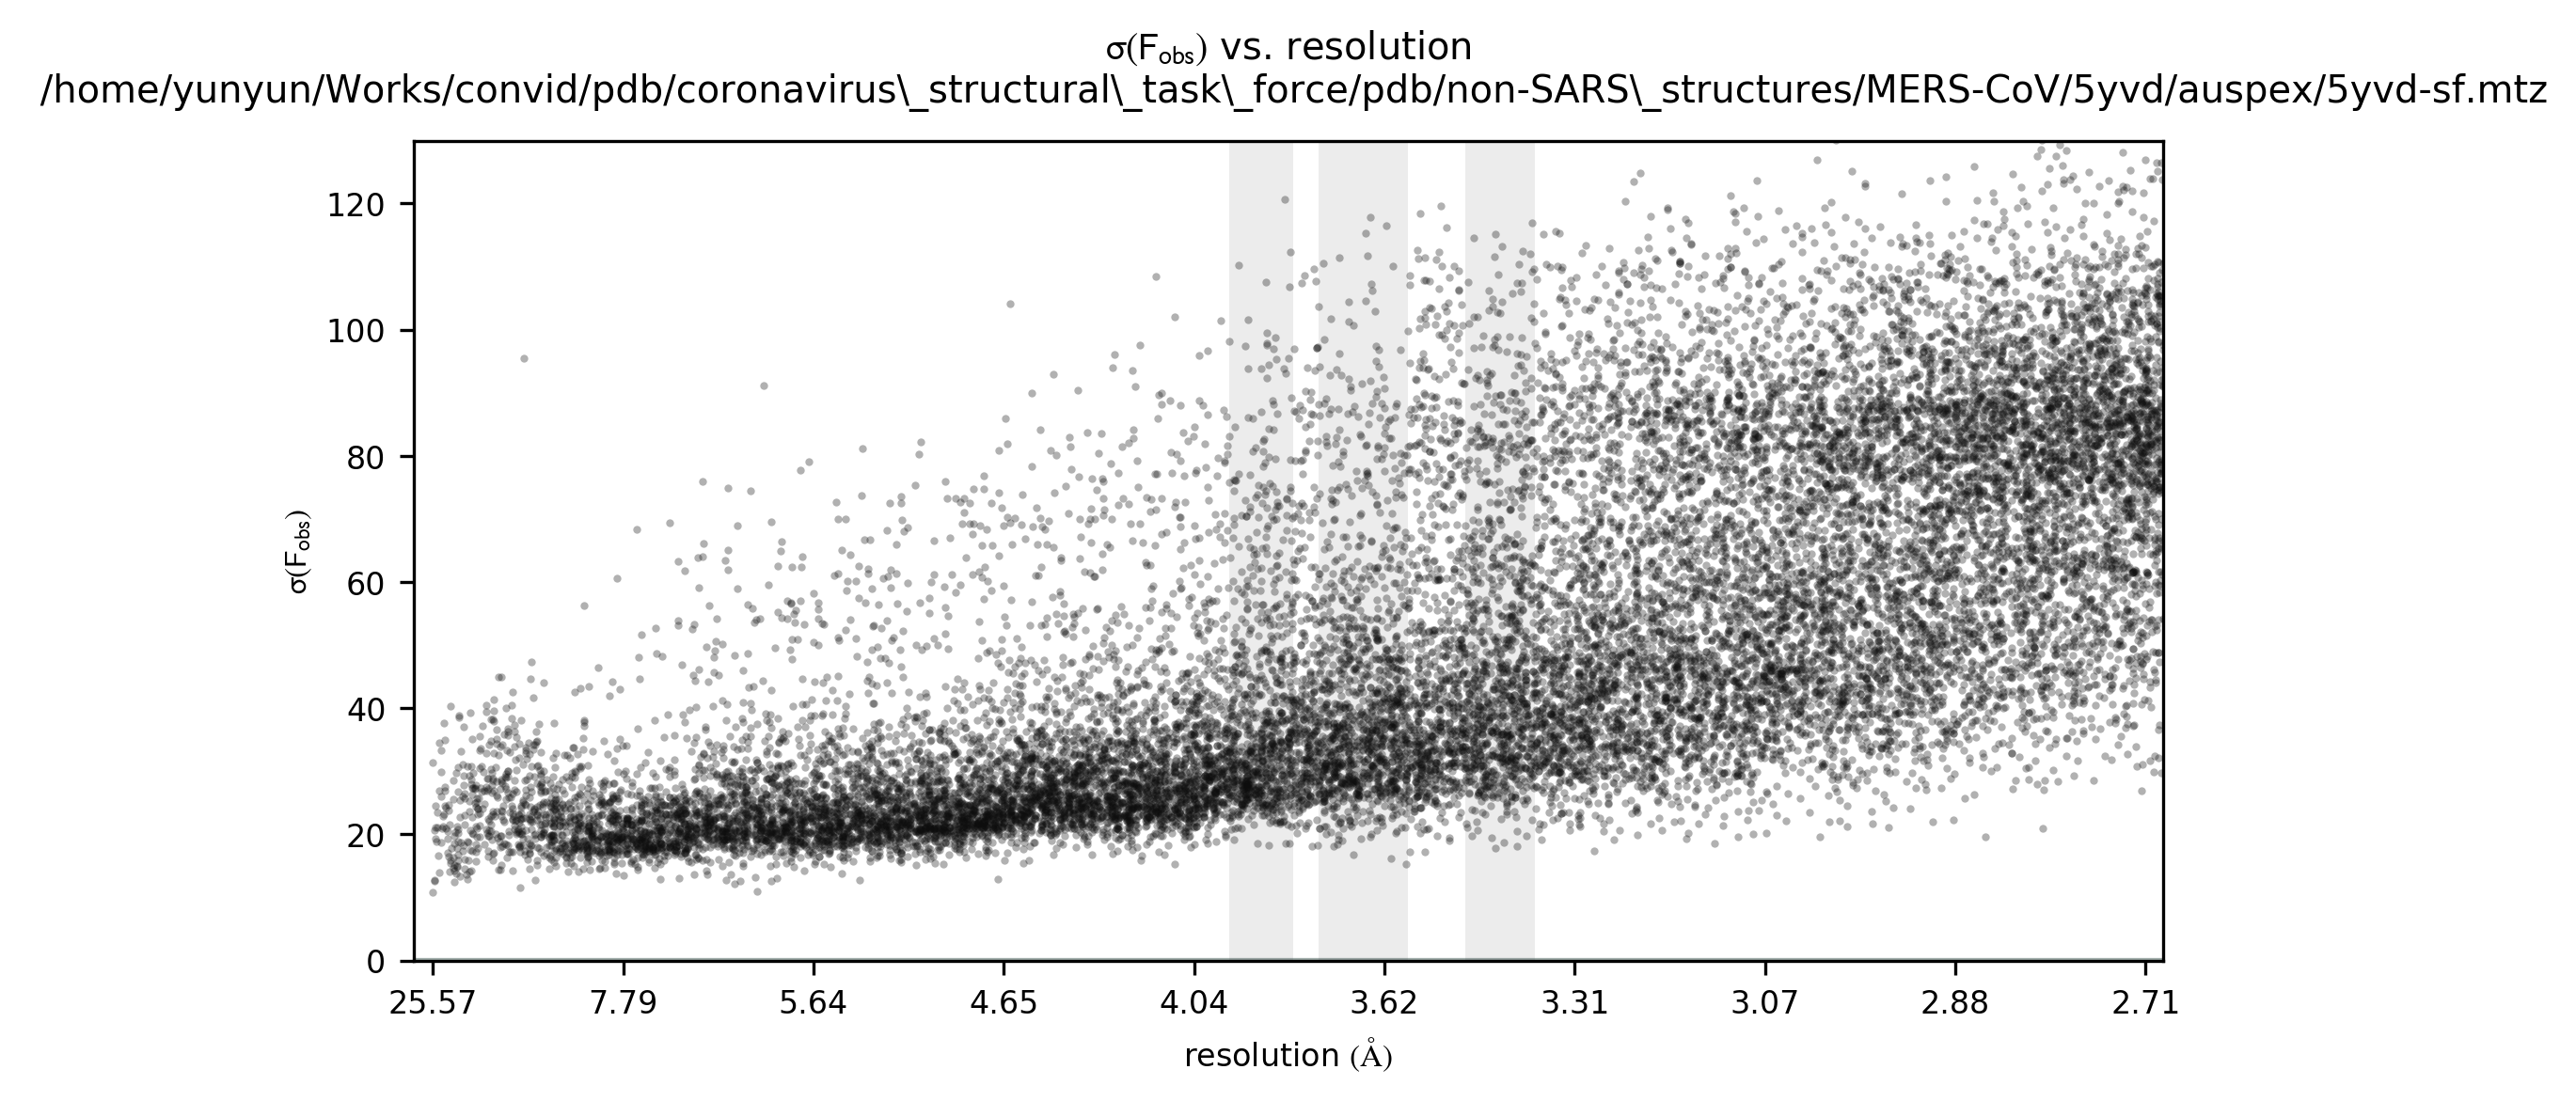 σ(F_obs) vs. resolution
/home/yunyun/Works/convid/pdb/coronavirus\_structural\_task\_force/pdb/non-SARS\_structures/MERS-CoV/5yvd/auspex/5yvd-sf.mtz
120
100
80
60
40
20
0
σ(F_obs)
25.57 7.79 5.64 4.65 4.04 3.62 3.31 3.07 2.88 2.71
resolution (Å)